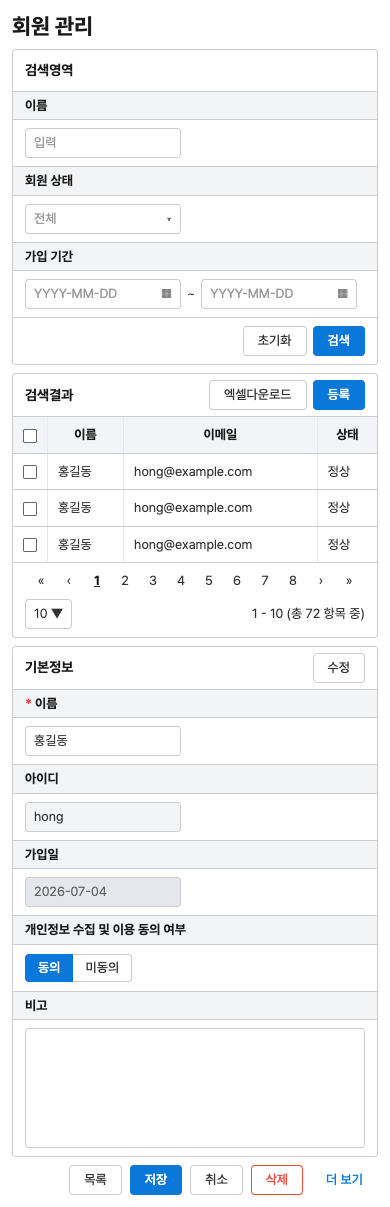 회원 관리
검색영역
이름
입력
회원 상태
전체
가입 기간
YYYY-MM-DD ~ YYYY-MM-DD
초기화 검색
검색결과 엑셀다운로드 등록
이름 이메일 상태
홍길동 hong@example.com 정상
홍길동 hong@example.com 정상
홍길동 hong@example.com 정상
« ‹ 1 2 3 4 5 6 7 8 › »
10 ▼ 1 - 10 (총 72 항목 중)
기본정보 수정
* 이름
홍길동
아이디
hong
가입일
2026-07-04
개인정보 수집 및 이용 동의 여부
동의 미동의
비고
목록 저장 취소 삭제 더 보기